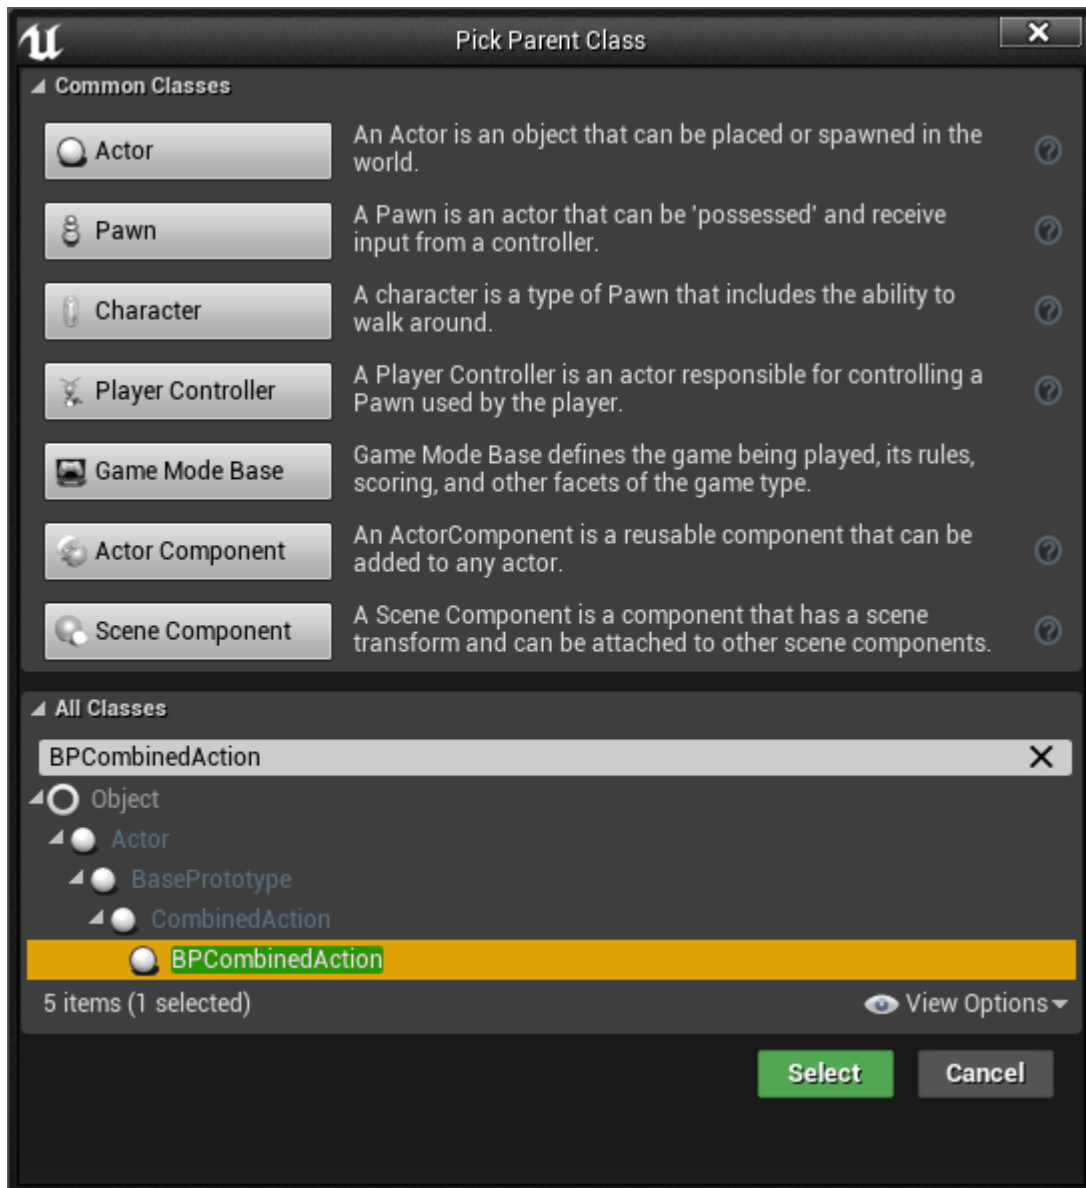 Pick Parent Class
Common Classes
Actor
An Actor is an object that can be placed or spawned in the
world.
Pawn
A Pawn is an actor that can be 'possessed' and receive
input from a controller.
Character
A character is a type of Pawn that includes the ability to
walk around.
Player Controller
A Player Controller is an actor responsible for controlling a
Pawn used by the player.
Game Mode Base
Game Mode Base defines the game being played, its rules,
scoring, and other facets of the game type.
Actor Component
An ActorComponent is a reusable component that can be
added to any actor.
Scene Component
A Scene Component is a component that has a scene
transform and can be attached to other scene components.
All Classes
BPCombinedAction
Object
Actor
BasePrototype
CombinedAction
BPCombinedAction
5 items (1 selected)
View Options
Select
Cancel